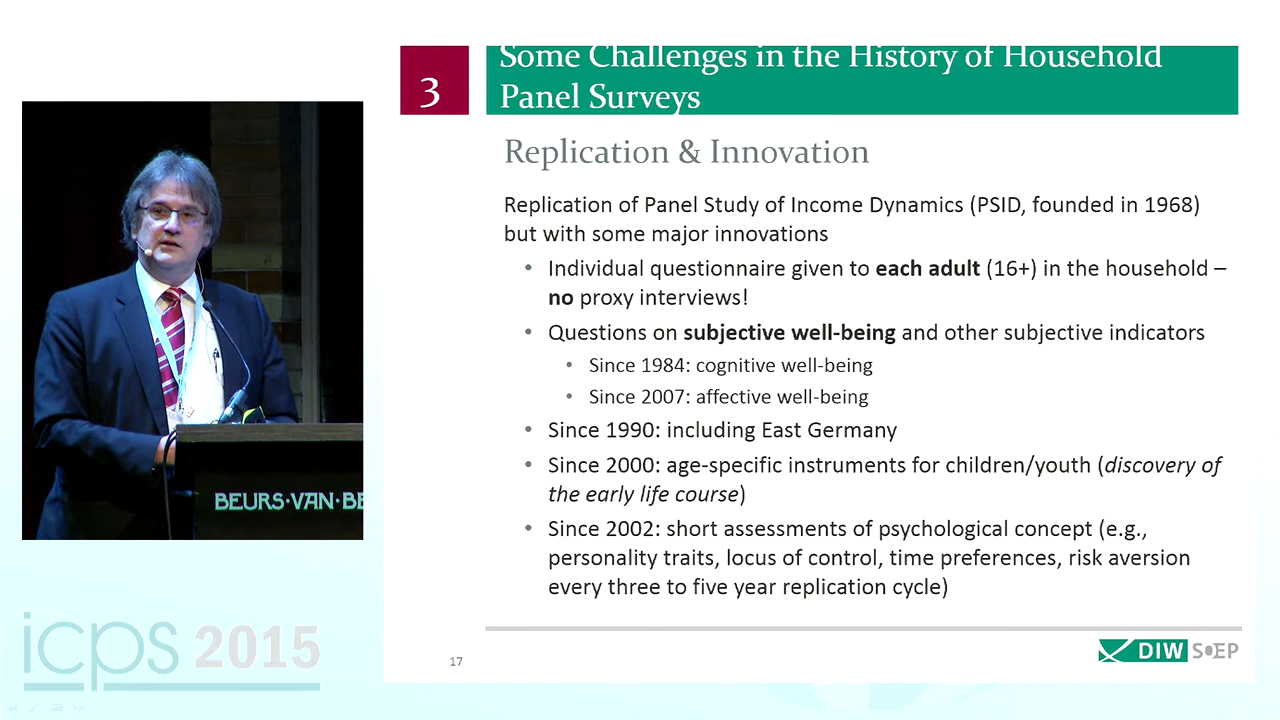 3
Some Challenges in the History of Household
Panel Surveys
Replication & Innovation
Replication of Panel Study of Income Dynamics (PSID, founded in 1968)
but with some major innovations
• Individual questionnaire given to each adult (16+) in the household –
no proxy interviews!
• Questions on subjective well-being and other subjective indicators
• Since 1984: cognitive well-being
• Since 2007: affective well-being
• Since 1990: including East Germany
• Since 2000: age-specific instruments for children/youth (discovery of
the early life course)
• Since 2002: short assessments of psychological concept (e.g.,
personality traits, locus of control, time preferences, risk aversion
every three to five year replication cycle)
BEURS·VAN·BE
icps 2015
17
DIW SOEP